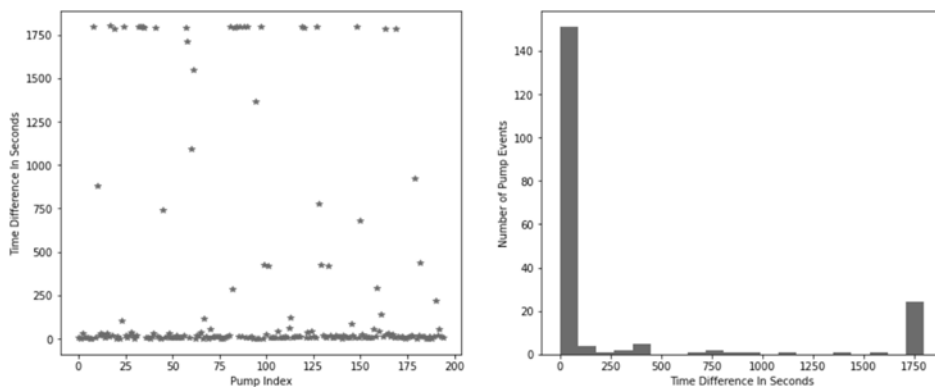 Time Difference In Seconds
1750
1500
1250
1000
750
500
250
0
0 25 50 75 100 125 150 175 200
Pump Index
Number of Pump Events
140
120
100
80
60
40
20
0
0 250 500 750 1000 1250 1500 1750
Time Difference In Seconds